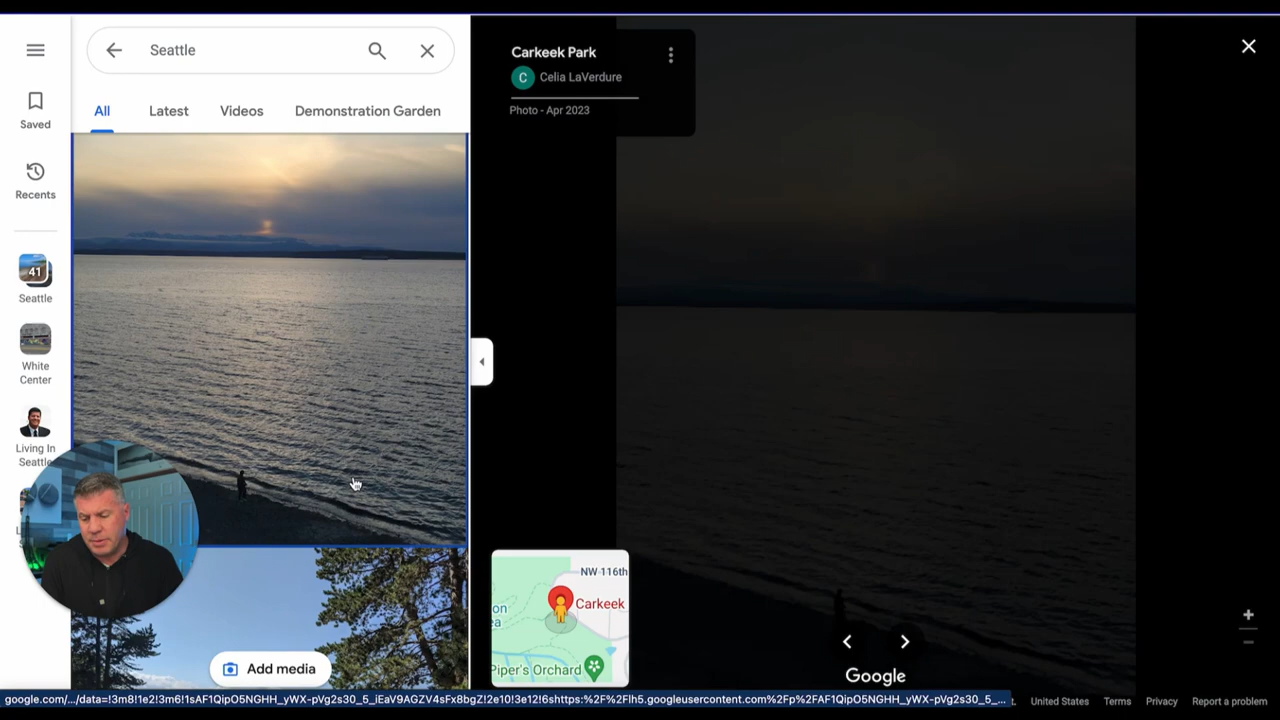 Seattle
Saved
Recents
41
Seattle
White
Center
Living In
Seattle
All
Latest
Videos
Demonstration Garden
Add media
Carkeek Park
C
Celia LaVerdure
Photo - Apr 2023
NW 116th
Carkeek
on
ea
Piper's Orchard
Google
google.com/.../data=!3m8!1e2!3m6!1sAF1QipO5NGHH_yWX-pVg2s30_5_iEaV9AGZV4sFx8bgZ!2e10!3e12!6shttps:%2F%2Flh5.googleusercontent.com%2Fp%2FAF1QipO5NGHH_yWX-pVg2s30_5_...
United States
Terms
Privacy
Report a problem